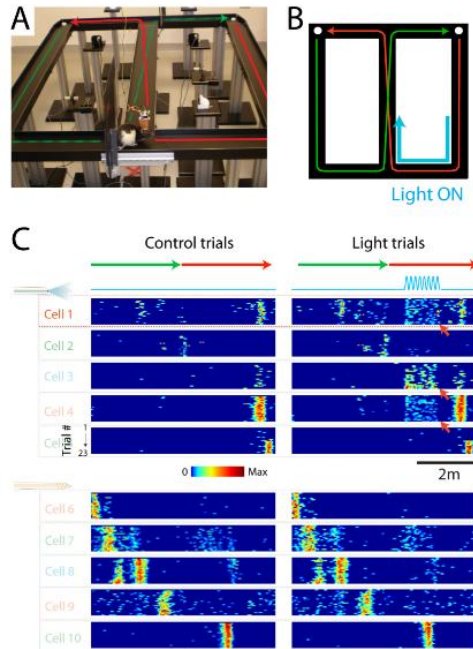 A
B
Light ON
C
Control trials
Light trials
Cell 1
Cell 2
Cell 3
Cell 4
Cell
Trial #
1
23
0
Max
2m
Cell 6
Cell 7
Cell 8
Cell 9
Cell 10